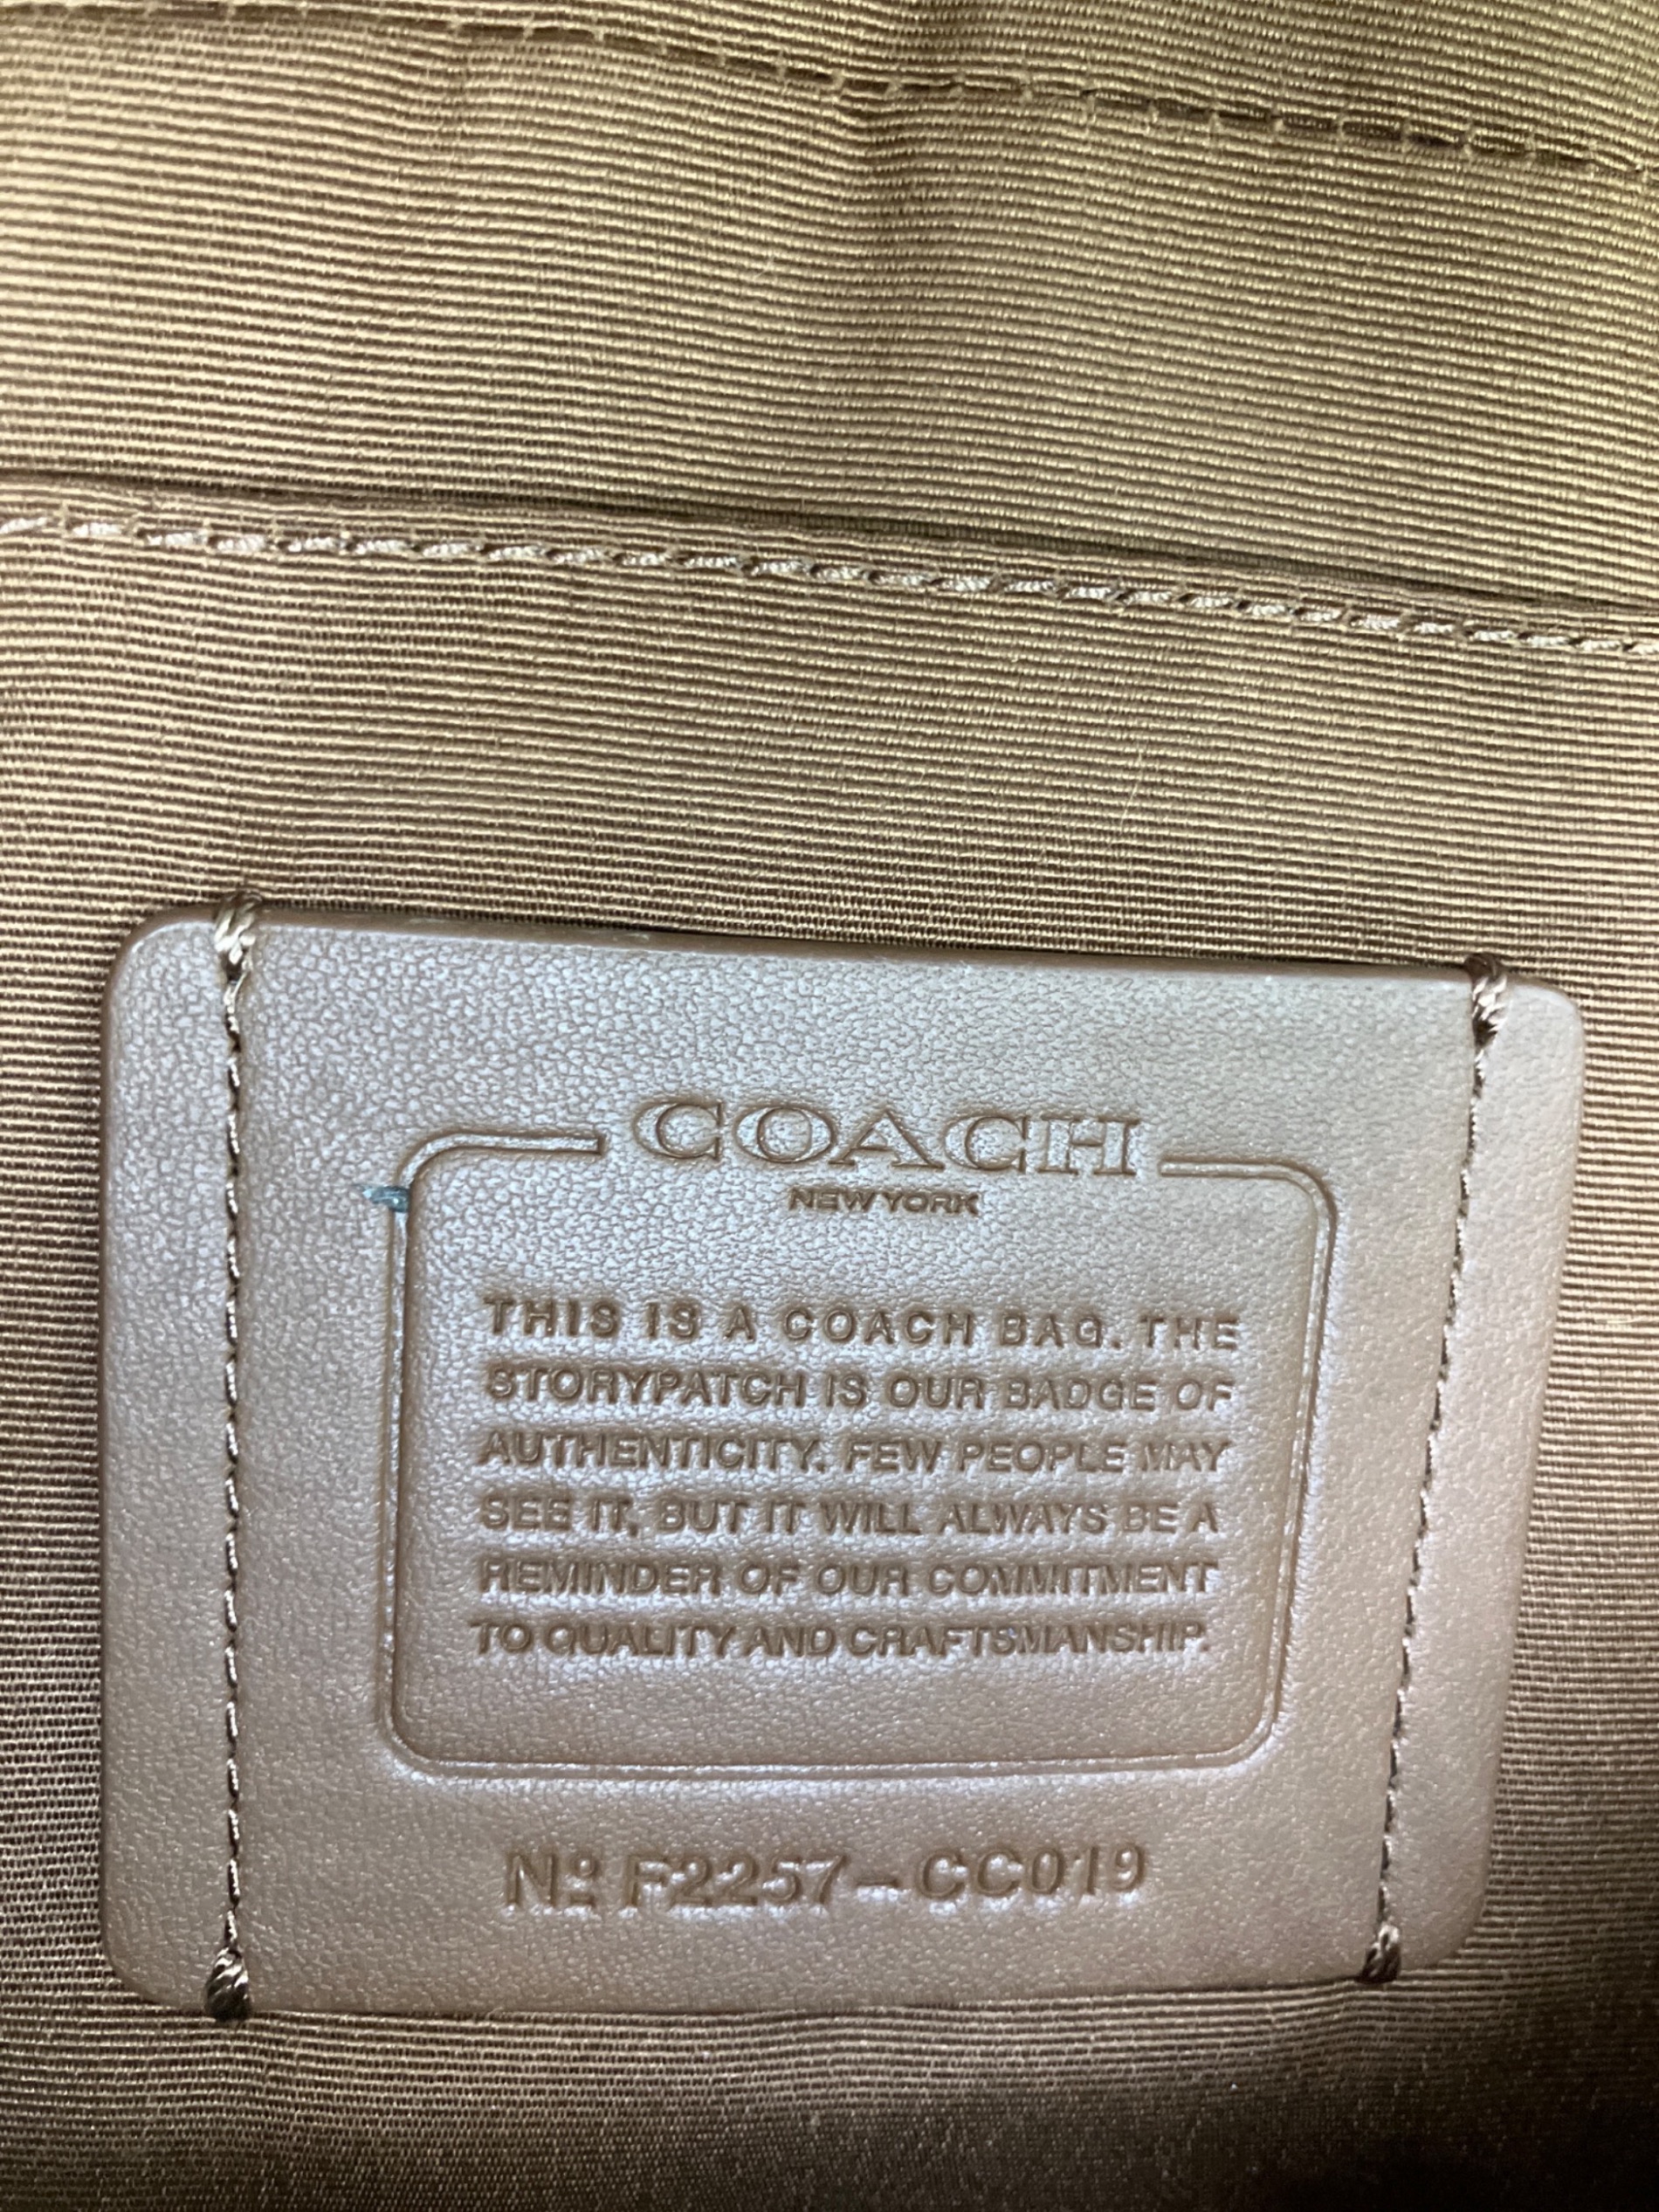 COACH
NEW YORK
THIS IS A COACH BAG. THE
STORYPATCH IS OUR BADGE OF
AUTHENTICITY. FEW PEOPLE MAY
SEE IT, BUT IT WILL ALWAYS BE A
REMINDER OF OUR COMMITMENT
TO QUALITY AND CRAFTSMANSHIP.
Nº F2257-CC019